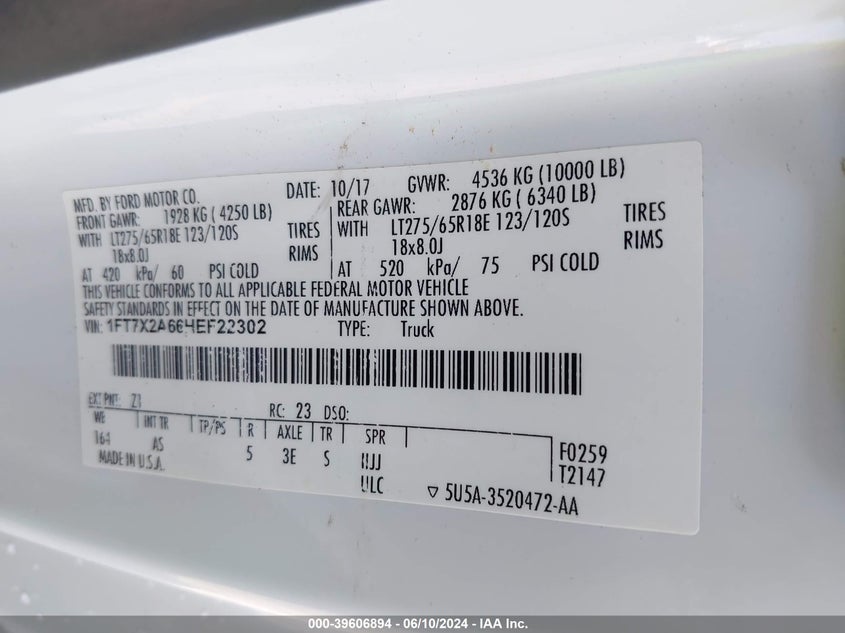 MFD. BY FORD MOTOR CO. DATE: 10/17 GVWR: 4536 KG (10000 LB)
FRONT GAWR: 1928 KG ( 4250 LB) REAR GAWR: 2876 KG ( 6340 LB)
WITH LT275/65R18E 123/120S TIRES WITH LT275/65R18E 123/120S TIRES
18x8.0J RIMS 18x8.0J RIMS
AT 420 kPa/ 60 PSI COLD AT 520 kPa/ 75 PSI COLD
THIS VEHICLE CONFORMS TO ALL APPLICABLE FEDERAL MOTOR VEHICLE
SAFETY STANDARDS IN EFFECT ON THE DATE OF MANUFACTURE SHOWN ABOVE.
VIN: 1FT7X2A66HEF22302 TYPE: Truck
EXT PNT: Z1 RC: 23 DSO:
WB INT TR TP/PS R AXLE TR SPR
164 AS 5 3E S JJJ F0259
MADE IN U.S.A. ULC T2147
▽ 5U5A-3520472-AA
000-39606894 - 06/10/2024 - IAA Inc.